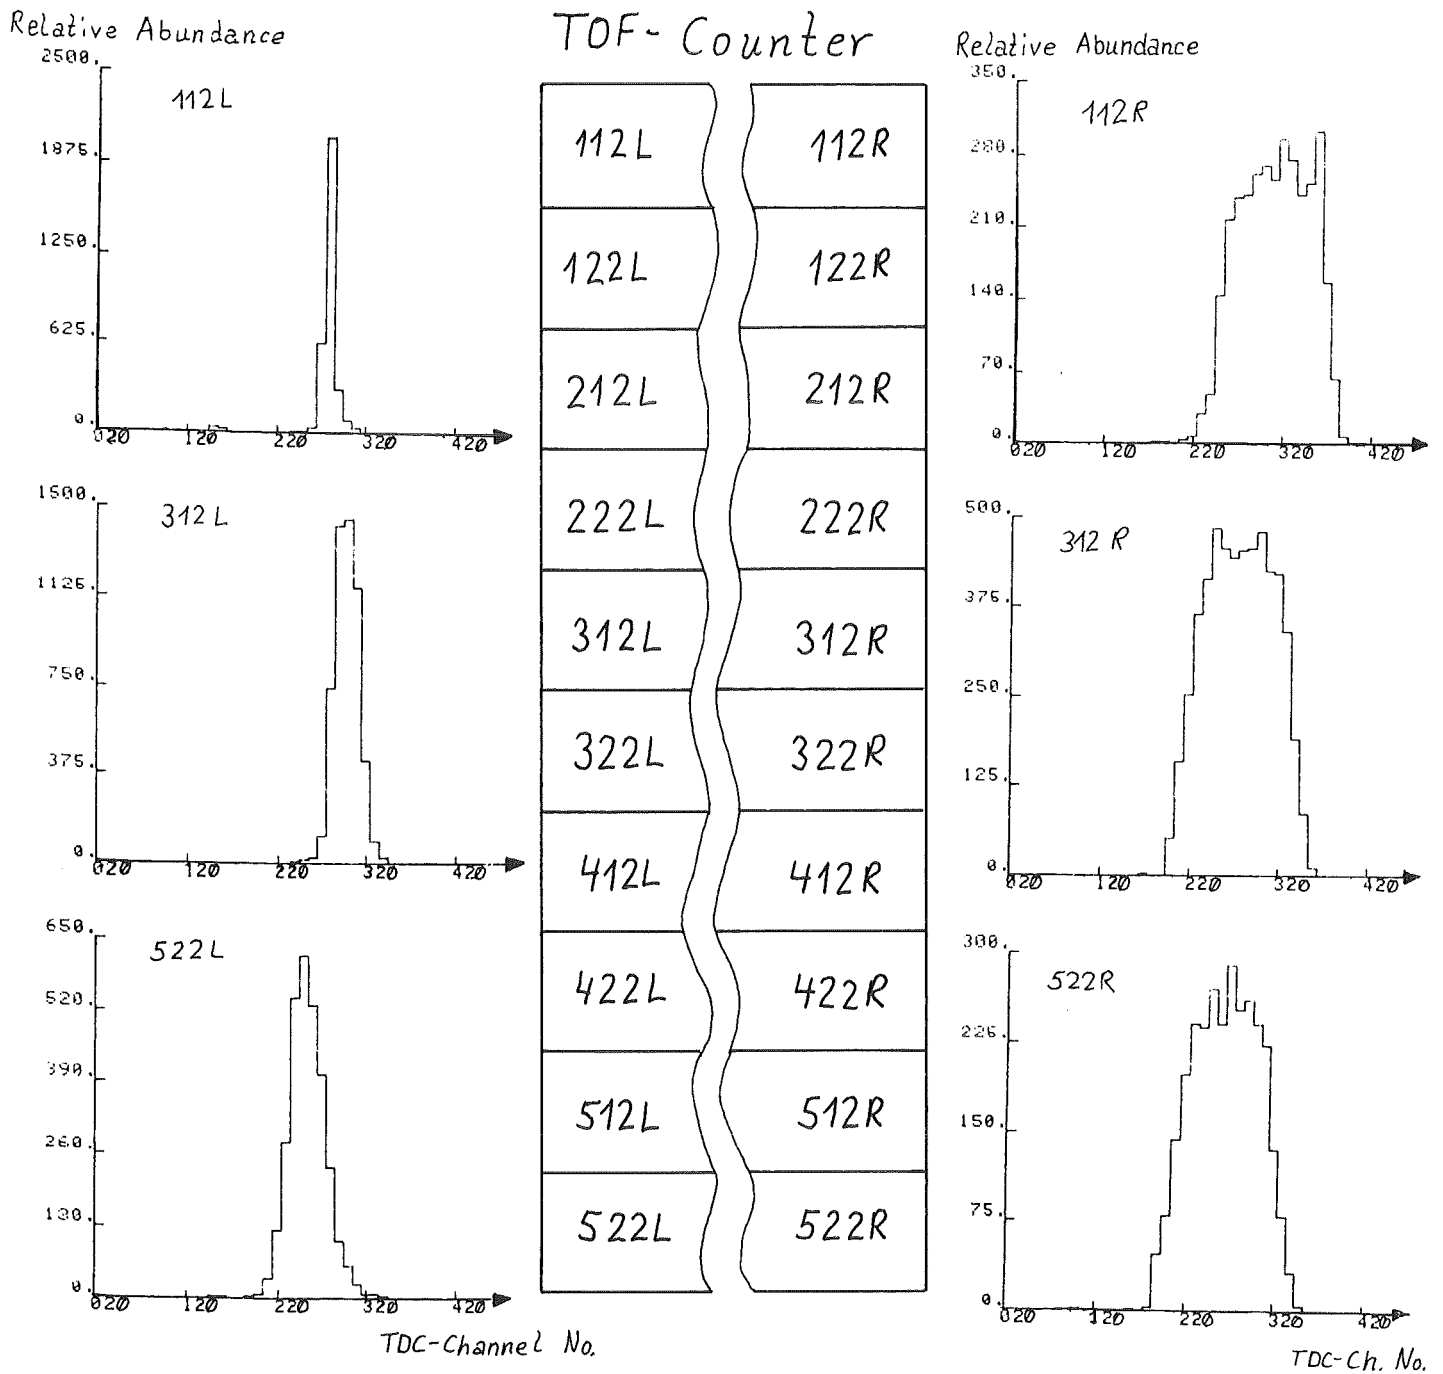 TOF- Counter
Relative Abundance
2500.
1875.
1250.
625.
0.
020 120 220 320 420
112L
1500.
1125.
750.
375.
0.
020 120 220 320 420
312L
650.
520.
390.
260.
130.
0.
020 120 220 320 420
522L
TDC-Channel No.
112L 112R
122L 122R
212L 212R
222L 222R
312L 312R
322L 322R
412L 412R
422L 422R
512L 512R
522L 522R
Relative Abundance
350.
280.
210.
140.
70.
0.
020 120 220 320 420
112R
500.
375.
250.
125.
0.
020 120 220 320 420
312R
300.
225.
150.
75.
0.
020 120 220 320 420
522R
TDC-Ch. No.